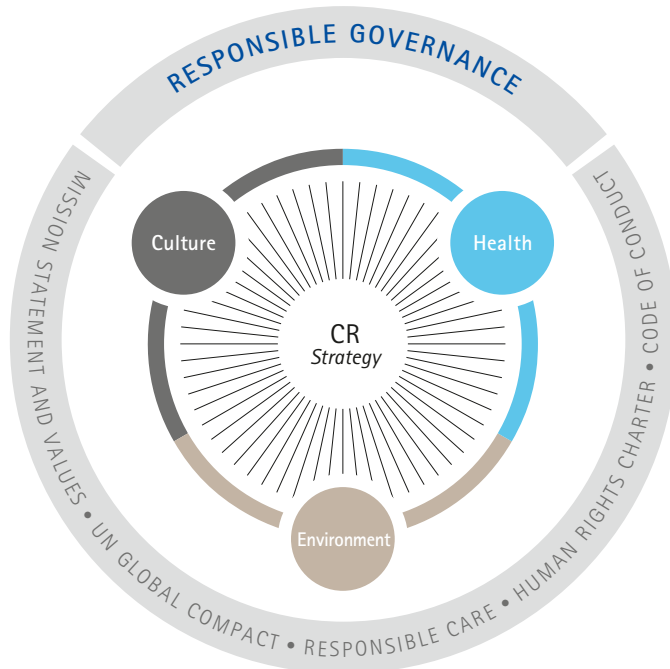 RESPONSIBLE GOVERNANCE
Culture
Health
CR
Strategy
Environment
MISSION STATEMENT AND VALUES • UN GLOBAL COMPACT • RESPONSIBLE CARE • HUMAN RIGHTS CHARTER • CODE OF CONDUCT